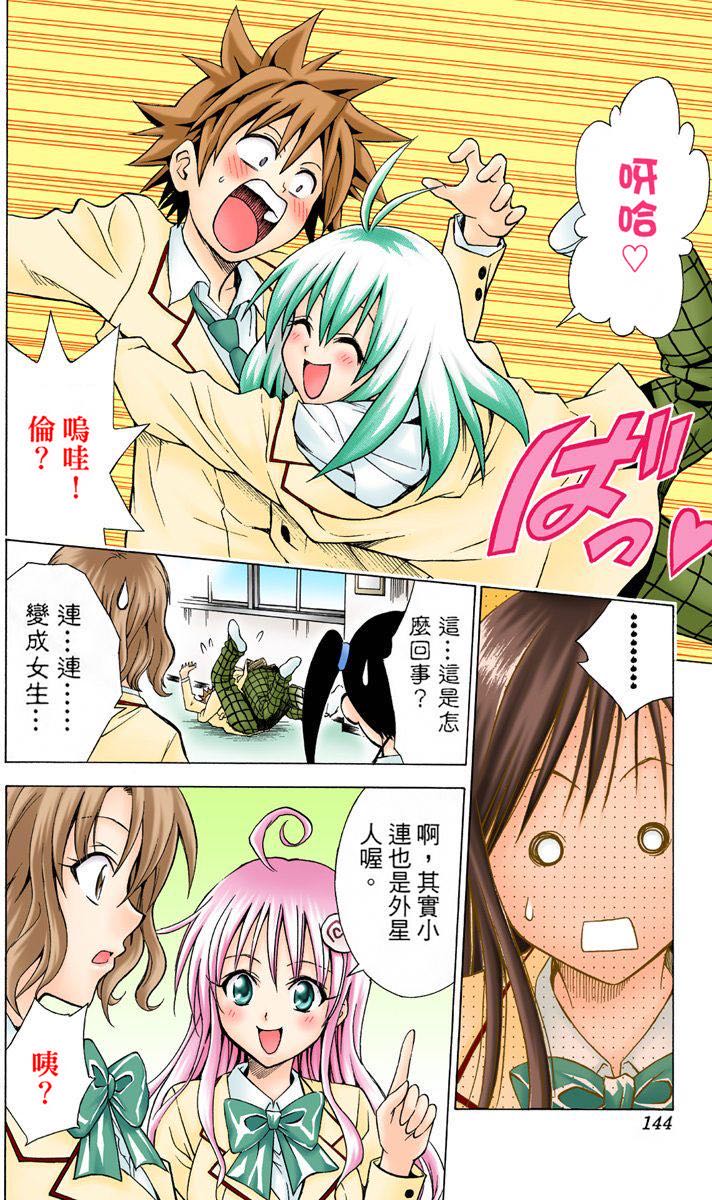 呀哈♡
嗚哇！
倫？
ばっ♥
………
這…這是怎
麼回事？
連…連……
變成女生…
啊，其實小
連也是外星
人喔。
咦？
144